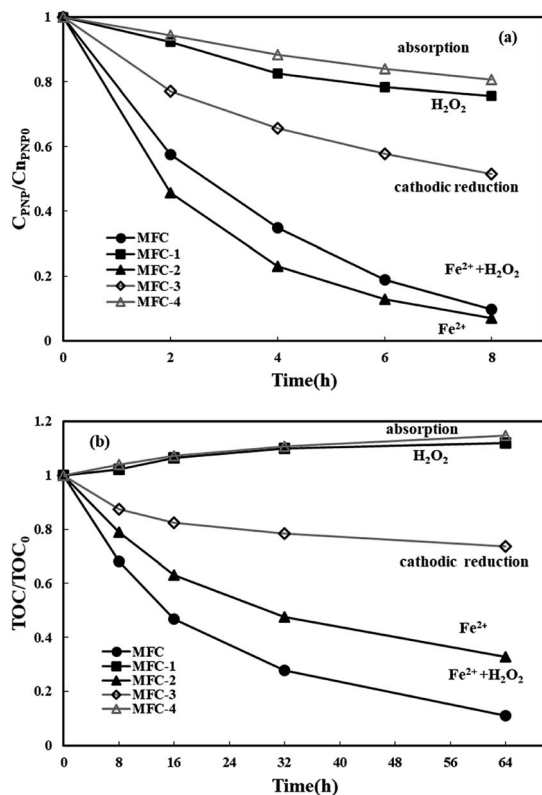 (a)
absorption
H₂O₂
cathodic reduction
Fe²⁺+H₂O₂
Fe²⁺
MFC
MFC-1
MFC-2
MFC-3
MFC-4
C_PNP/Cn_PNP0
1
0.8
0.6
0.4
0.2
0
0 2 4 6 8
Time(h)
(b)
absorption
H₂O₂
cathodic reduction
Fe²⁺
Fe²⁺+H₂O₂
MFC
MFC-1
MFC-2
MFC-3
MFC-4
TOC/TOC₀
1.2
1
0.8
0.6
0.4
0.2
0
0 8 16 24 32 40 48 56 64
Time(h)